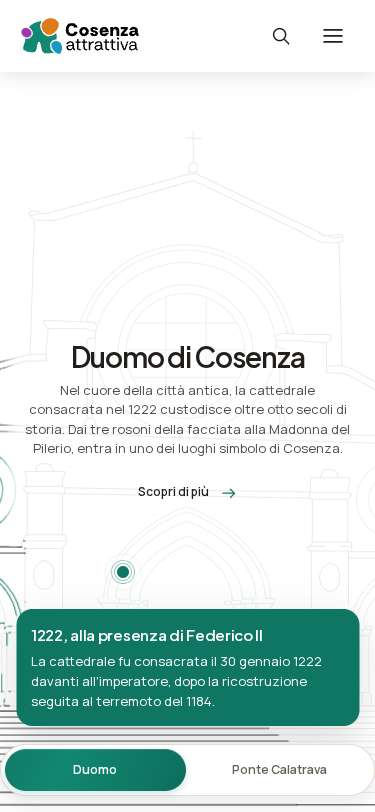 Cosenza
attrattiva
Duomo di Cosenza
Nel cuore della città antica, la cattedrale
consacrata nel 1222 custodisce oltre otto secoli di
storia. Dai tre rosoni della facciata alla Madonna del
Pilerio, entra in uno dei luoghi simbolo di Cosenza.
Scopri di più
1222, alla presenza di Federico II
La cattedrale fu consacrata il 30 gennaio 1222
davanti all'imperatore, dopo la ricostruzione
seguita al terremoto del 1184.
Duomo
Ponte Calatrava